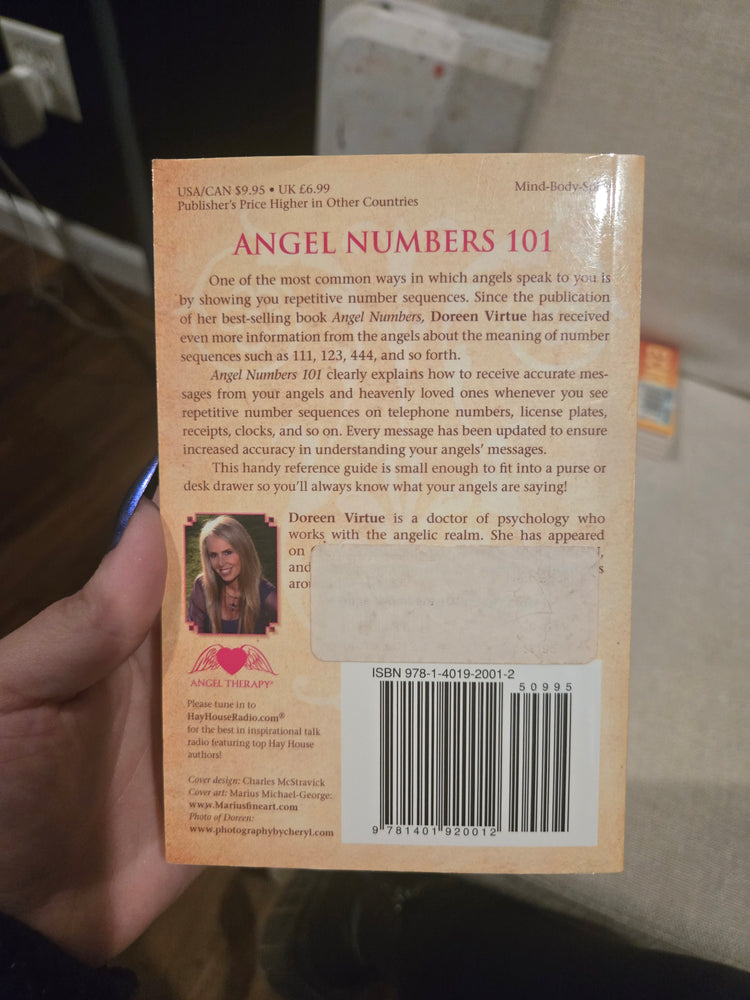 USA/CAN $9.95 • UK £6.99
Publisher's Price Higher in Other Countries
Mind-Body-
ANGEL NUMBERS 101
One of the most common ways in which angels speak to you is
by showing you repetitive number sequences. Since the publication
of her best-selling book Angel Numbers, Doreen Virtue has received
even more information from the angels about the meaning of number
sequences such as 111, 123, 444, and so forth.
Angel Numbers 101 clearly explains how to receive accurate mes-
sages from your angels and heavenly loved ones whenever you see
repetitive number sequences on telephone numbers, license plates,
receipts, clocks, and so on. Every message has been updated to ensure
increased accuracy in understanding your angels' messages.
This handy reference guide is small enough to fit into a purse or
desk drawer so you'll always know what your angels are saying!
Doreen Virtue is a doctor of psychology who
works with the angelic realm. She has appeared
on
and
ANGEL THERAPY®
Please tune in to
HayHouseRadio.com®
for the best in inspirational talk
radio featuring top Hay House
authors!
Cover design: Charles McStravick
Cover art: Marius Michael-George:
www.Mariusfineart.com
Photo of Doreen:
www.photographybycheryl.com
ISBN 978-1-4019-2001-2
50995
9 781401 920012